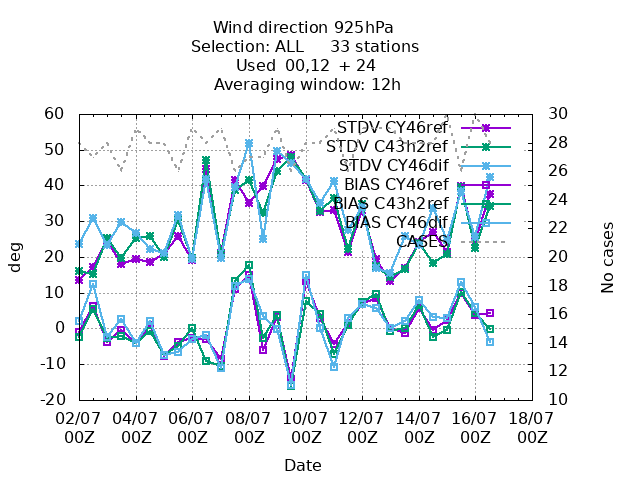 Wind direction 925hPa
Selection: ALL 33 stations
Used 00,12 + 24
Averaging window: 12h
60
50
40
30
20
10
0
-10
-20
30
28
26
24
22
20
18
16
14
12
10
STDV CY46ref
STDV C43h2ref
STDV CY46dif
BIAS CY46ref
BIAS C43h2ref
BIAS CY46dif
CASES
deg
No cases
02/07 04/07 06/07 08/07 10/07 12/07 14/07 16/07 18/07
00Z 00Z 00Z 00Z 00Z 00Z 00Z 00Z 00Z
Date